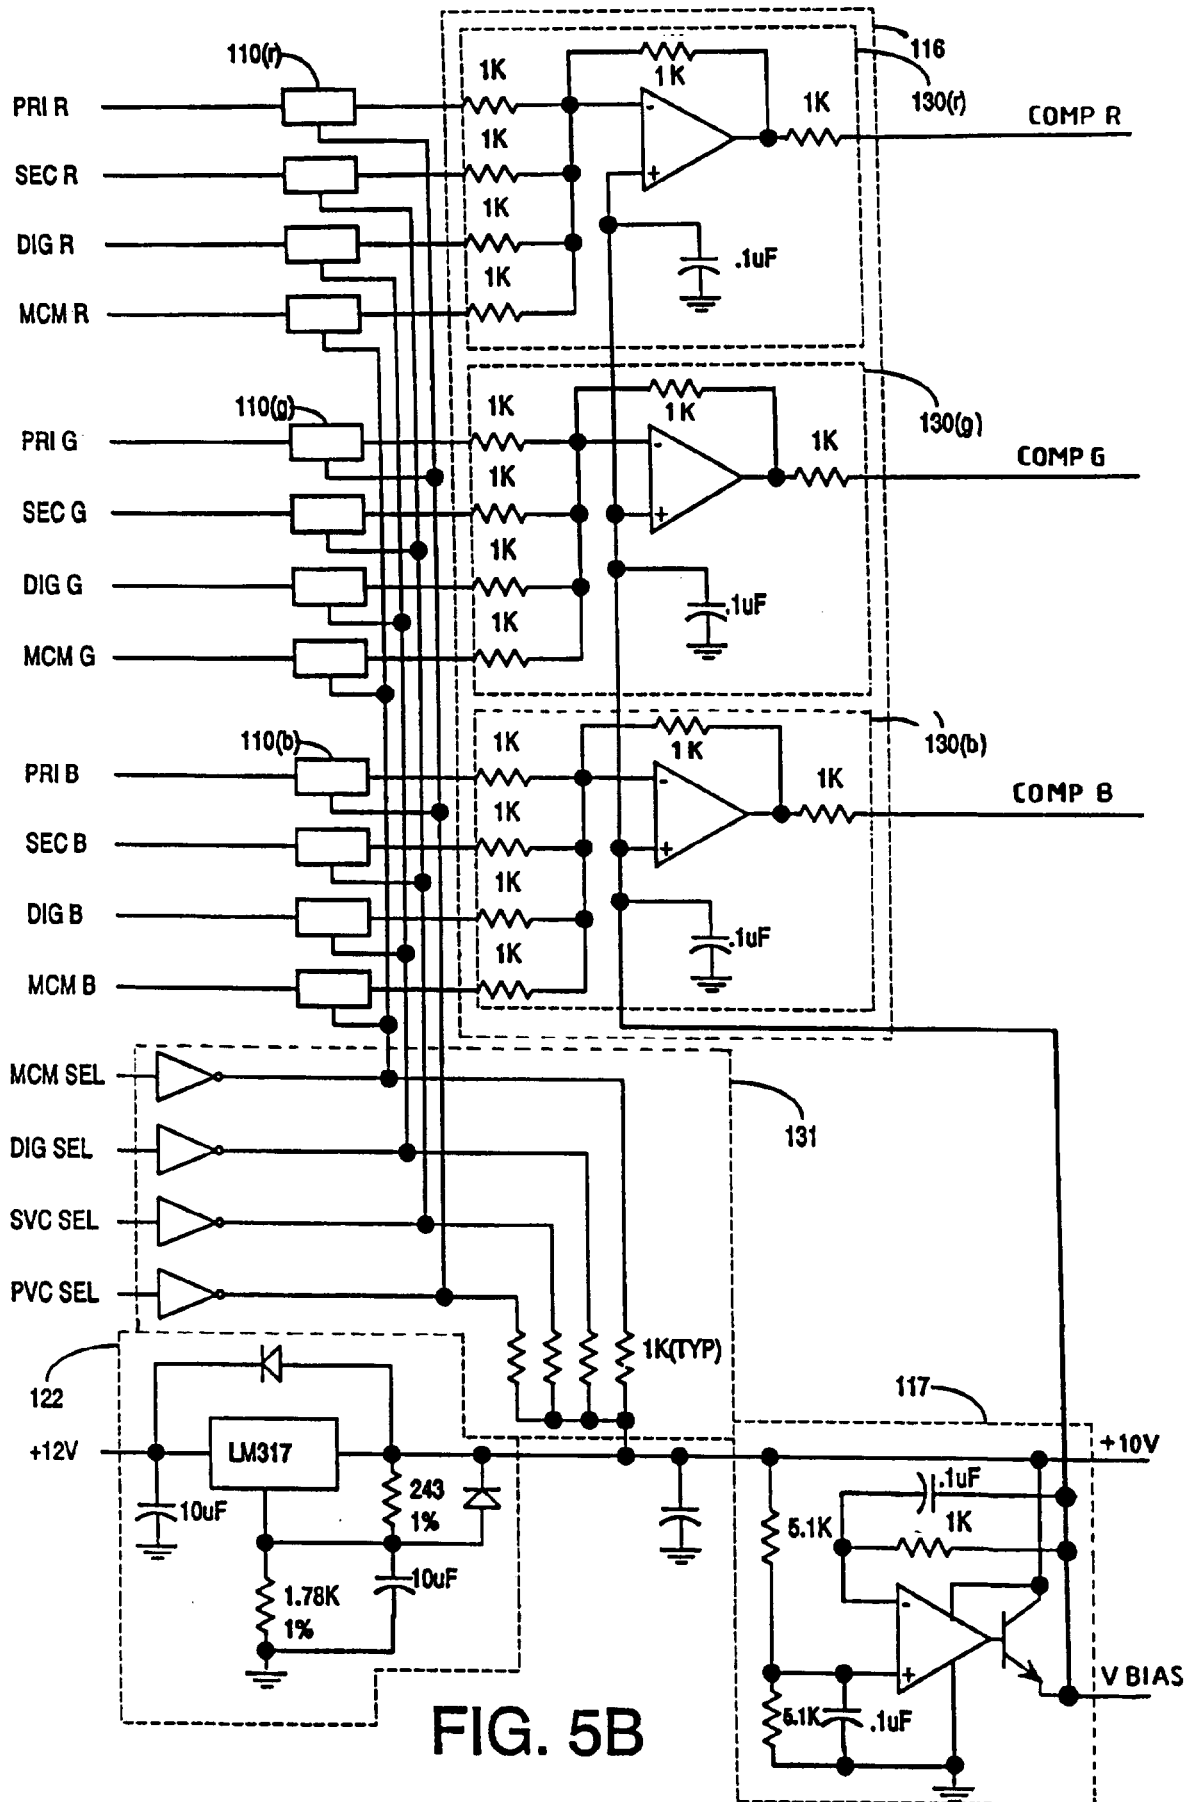 110(r)
116
130(r)
PRI R
1K
1K
1K
COMP R
SEC R
1K
-
+
DIG R
1K
.1uF
MCM R
1K
110(g)
130(g)
PRI G
1K
1K
1K
COMP G
SEC G
1K
-
+
DIG G
1K
.1uF
MCM G
1K
110(b)
130(b)
PRI B
1K
1K
1K
COMP B
SEC B
1K
-
+
DIG B
1K
.1uF
MCM B
1K
MCM SEL
131
DIG SEL
SVC SEL
PVC SEL
1K(TYP)
122
117
+12V
LM317
+10V
10uF
243
1%
.1uF
5.1K
1K
1.78K
1%
10uF
-
+
V BIAS
5.1K
.1uF
FIG. 5B